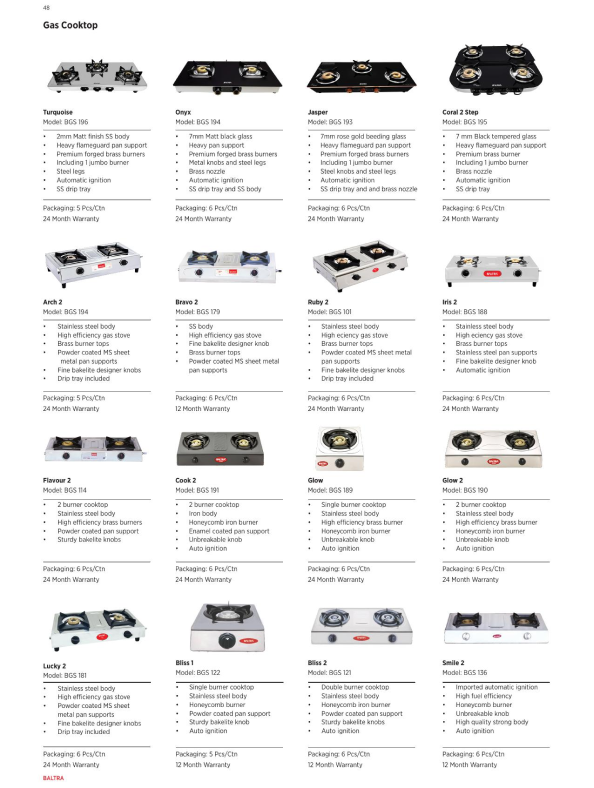 48
Gas Cooktop
Turquoise
Model: BGS 196
• 2mm Matt finish SS body
• Heavy flameguard pan support
• Premium forged brass burners
• Including 1 jumbo burner
• Steel legs
• Automatic ignition
• SS drip tray
Packaging: 5 Pcs/Ctn
24 Month Warranty
Onyx
Model: BGS 194
• 7mm Matt black glass
• Heavy pan support
• Premium forged brass burners
• Metal knobs and steel legs
• Brass nozzle
• Automatic ignition
• SS drip tray and SS body
Packaging: 6 Pcs/Ctn
24 Month Warranty
Jasper
Model: BGS 193
• 7mm rose gold beeding glass
• Heavy flameguard pan support
• Premium forged brass burners
• Including 1 jumbo burner
• Steel knobs and steel legs
• Automatic ignition
• SS drip tray and and brass nozzle
Packaging: 6 Pcs/Ctn
24 Month Warranty
Coral 2 Step
Model: BGS 195
• 7 mm Black tempered glass
• Heavy flameguard pan support
• Premium brass burner
• Including 1 jumbo burner
• Brass nozzle
• Automatic ignition
• SS drip tray
Packaging: 6 Pcs/Ctn
24 Month Warranty
Arch 2
Model: BGS 194
• Stainless steel body
• High efficiency gas stove
• Brass burner tops
• Powder coated MS sheet
metal pan supports
• Fine bakelite designer knobs
• Drip tray included
Packaging: 5 Pcs/Ctn
24 Month Warranty
Bravo 2
Model: BGS 179
• SS body
• High efficiency gas stove
• Fine bakelite designer knob
• Brass burner tops
• Powder coated MS sheet metal
pan supports
Packaging: 6 Pcs/Ctn
12 Month Warranty
Ruby 2
Model: BGS 101
• Stainless steel body
• High eciency gas stove
• Brass burner tops
• Powder coated MS sheet metal
pan supports
• Fine bakelite designer knobs
• Drip tray included
Packaging: 6 Pcs/Ctn
24 Month Warranty
Iris 2
Model: BGS 188
• Stainless steel body
• High eciency gas stove
• Brass burner tops
• Stainless steel pan supports
• Fine bakelite designer knob
• Automatic ignition
Packaging: 6 Pcs/Ctn
24 Month Warranty
BALTRA
Flavour 2
Model: BGS 114
• 2 burner cooktop
• Stainless steel body
• High efficiency brass burners
• Powder coated pan support
• Sturdy bakelite knobs
Packaging: 6 Pcs/Ctn
24 Month Warranty
Cook 2
Model: BGS 191
• 2 burner cooktop
• Iron body
• Honeycomb iron burner
• Enamel coated pan support
• Unbreakable knob
• Auto ignition
Packaging: 6 Pcs/Ctn
24 Month Warranty
Glow
Model: BGS 189
• Single burner cooktop
• Stainless steel body
• High efficiency brass burner
• Honeycomb iron burner
• Unbreakable knob
• Auto ignition
Packaging: 6 Pcs/Ctn
24 Month Warranty
Glow 2
Model: BGS 190
• 2 burner cooktop
• Stainless steel body
• High efficiency brass burner
• Honeycomb iron burner
• Unbreakable knob
• Auto ignition
Packaging: 6 Pcs/Ctn
24 Month Warranty
Lucky 2
Model: BGS 181
• Stainless steel body
• High efficiency gas stove
• Powder coated MS sheet
metal pan supports
• Fine bakelite designer knobs
• Drip tray included
Packaging: 6 Pcs/Ctn
24 Month Warranty
Bliss 1
Model: BGS 122
• Single burner cooktop
• Stainless steel body
• Honeycomb burner
• Powder coated pan support
• Sturdy bakelite knob
• Auto ignition
Packaging: 5 Pcs/Ctn
12 Month Warranty
Bliss 2
Model: BGS 121
• Double burner cooktop
• Stainless steel body
• Honeycomb iron burner
• Powder coated pan support
• Sturdy bakelite knobs
• Auto ignition
Packaging: 6 Pcs/Ctn
12 Month Warranty
Smile 2
Model: BGS 136
• Imported automatic ignition
• High fuel efficiency
• Honeycomb burner
• Unbreakable knob
• High quality strong body
• Auto ignition
Packaging: 6 Pcs/Ctn
12 Month Warranty
BALTRA